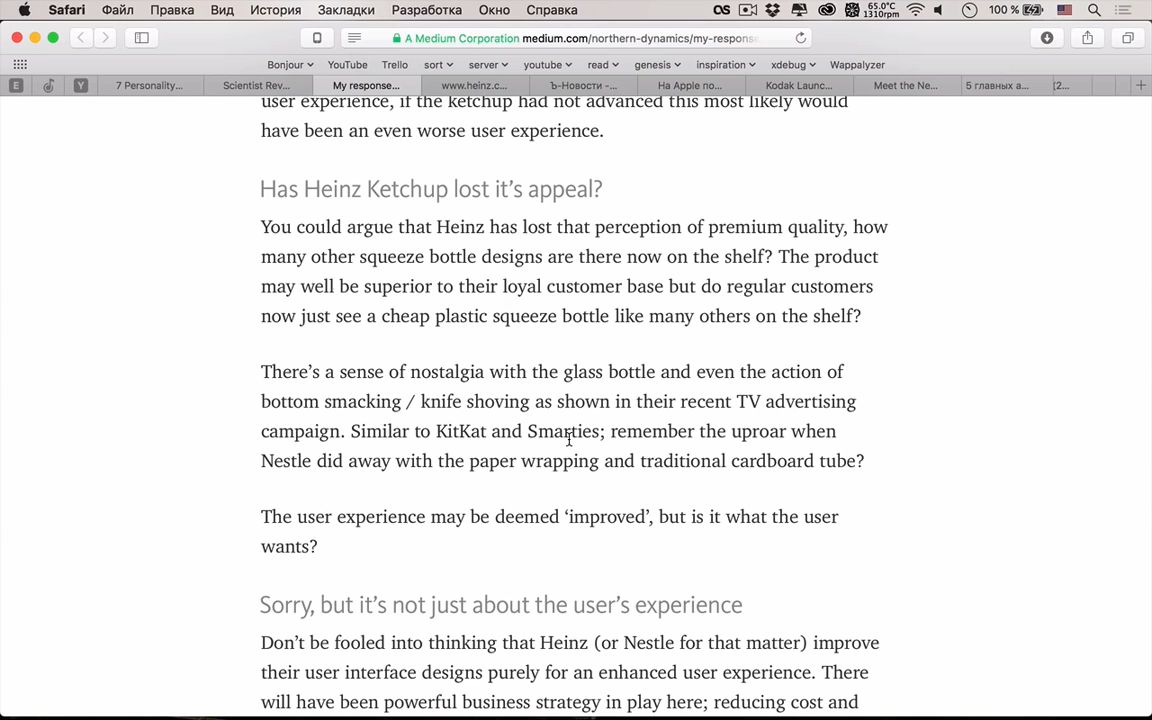 Safari Файл Правка Вид История Закладки Разработка Окно Справка
65.0°C
1310rpm
100 %
A Medium Corporation medium.com/northern-dynamics/my-response
Bonjour YouTube Trello sort server youtube read genesis inspiration xdebug Wappalyzer
E Y 7 Personality... Scientist Rev... My response... www.heinz.c... Ъ-Новости -... На Apple по... Kodak Launc... Meet the Ne... 5 главных а... [2...
user experience, if the ketchup had not advanced this most likely would
have been an even worse user experience.
Has Heinz Ketchup lost it’s appeal?
You could argue that Heinz has lost that perception of premium quality, how
many other squeeze bottle designs are there now on the shelf? The product
may well be superior to their loyal customer base but do regular customers
now just see a cheap plastic squeeze bottle like many others on the shelf?
There’s a sense of nostalgia with the glass bottle and even the action of
bottom smacking / knife shoving as shown in their recent TV advertising
campaign. Similar to KitKat and Smarties; remember the uproar when
Nestle did away with the paper wrapping and traditional cardboard tube?
The user experience may be deemed ‘improved’, but is it what the user
wants?
Sorry, but it’s not just about the user’s experience
Don’t be fooled into thinking that Heinz (or Nestle for that matter) improve
their user interface designs purely for an enhanced user experience. There
will have been powerful business strategy in play here; reducing cost and